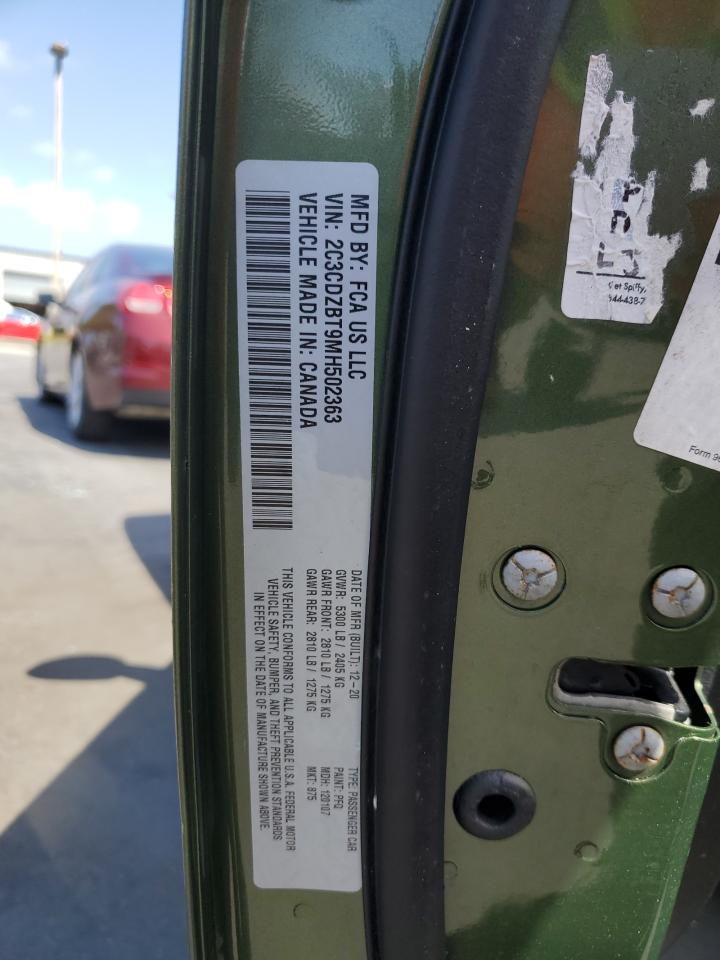 MFD BY: FCA US LLC
VIN: 2C3CDZBT9MH502363
VEHICLE MADE IN: CANADA
DATE OF MFR (BUILT): 12-20
GVWR: 5300 LB / 2405 KG
GAWR FRONT: 2810 LB / 1275 KG
GAWR REAR: 2810 LB / 1275 KG
TYPE: PASSENGER CAR
PAINT: PFQ
MDH: 120107
MKT: 875
THIS VEHICLE CONFORMS TO ALL APPLICABLE U.S.A. FEDERAL MOTOR
VEHICLE SAFETY, BUMPER, AND THEFT PREVENTION STANDARDS
IN EFFECT ON THE DATE OF MANUFACTURE SHOWN ABOVE.
et Spiffy,
Form